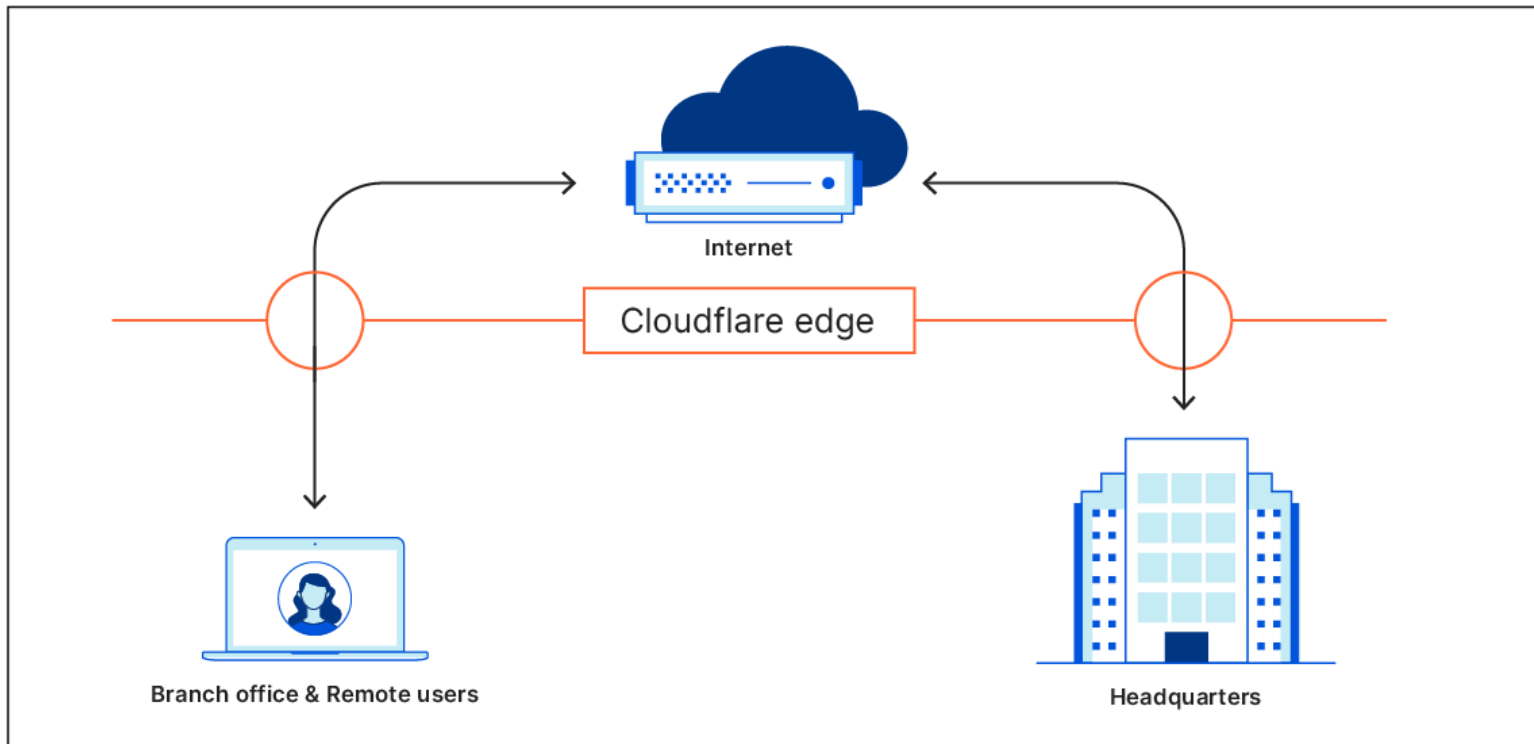 Internet
Cloudflare edge
Branch office & Remote users
Headquarters